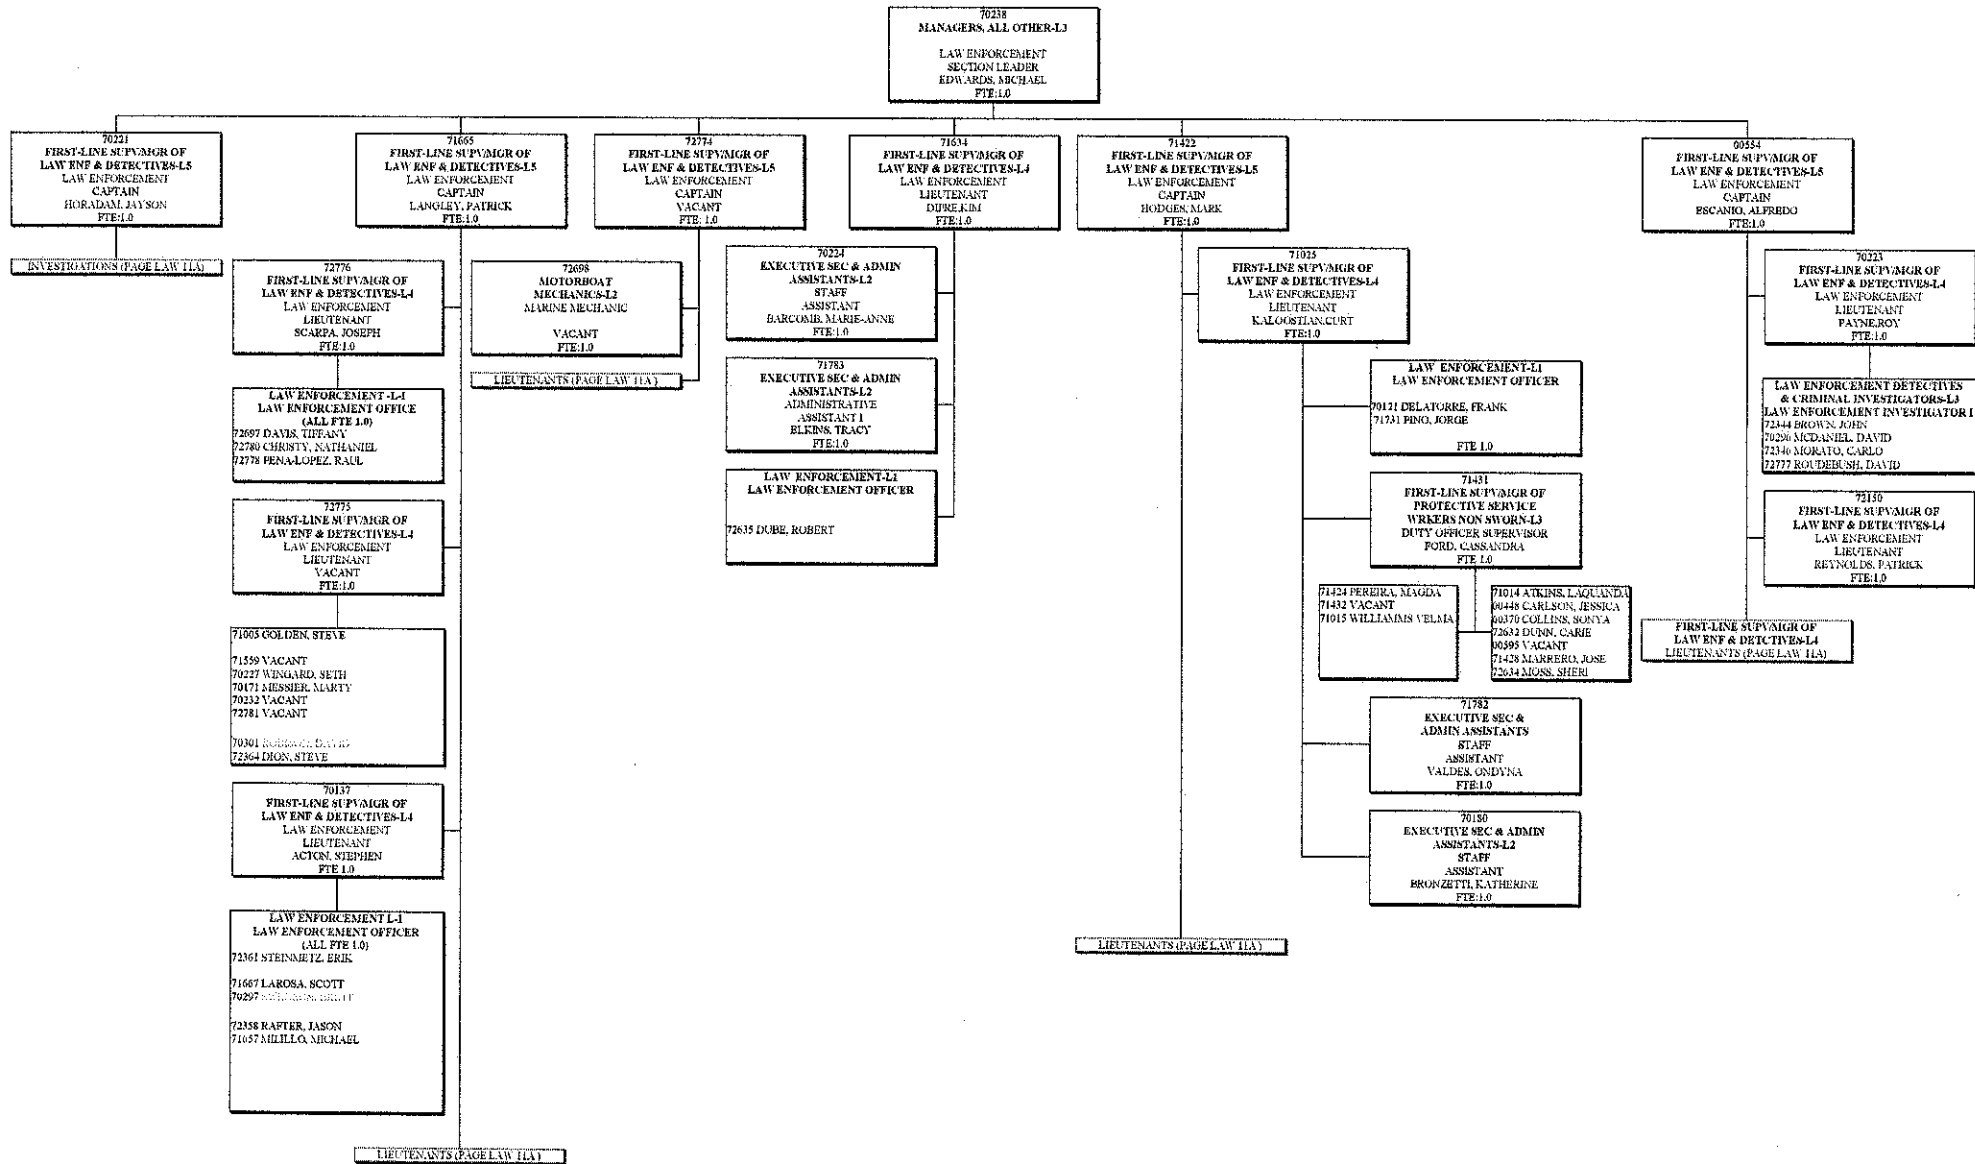 70238
MANAGERS, ALL OTHER-L3
LAW ENFORCEMENT
SECTION LEADER
EDWARDS, MICHAEL
FTE:1.0
70221
FIRST-LINE SUPV/MGR OF
LAW ENF & DETECTIVES-L5
LAW ENFORCEMENT
CAPTAIN
HORADAM, JAYSON
FTE:1.0
INVESTIGATIONS (PAGE LAW 11A)
71665
FIRST-LINE SUPV/MGR OF
LAW ENF & DETECTIVES-L5
LAW ENFORCEMENT
CAPTAIN
LANGLEY, PATRICK
FTE:1.0
72776
FIRST-LINE SUPV/MGR OF
LAW ENF & DETECTIVES-L4
LAW ENFORCEMENT
LIEUTENANT
SCARPA, JOSEPH
FTE:1.0
LAW ENFORCEMENT -L-1
LAW ENFORCEMENT OFFICE
(ALL FTE 1.0)
72697 DAVIS, TIFFANY
72780 CHRISTY, NATHANIEL
72778 PENA-LOPEZ, RAUL
72775
FIRST-LINE SUPV/MGR OF
LAW ENF & DETECTIVES-L4
LAW ENFORCEMENT
LIEUTENANT
VACANT
FTE:1.0
71005 GOLDEN, STEVE
71559 VACANT
70227 WINGARD, SETH
70171 MESSIER, MARTY
70232 VACANT
72781 VACANT
70301
72364 DION, STEVE
70137
FIRST-LINE SUPV/MGR OF
LAW ENF & DETECTIVES-L4
LAW ENFORCEMENT
LIEUTENANT
ACTON, STEPHEN
FTE 1.0
LAW ENFORCEMENT L-1
LAW ENFORCEMENT OFFICER
(ALL FTE 1.0)
72361 STEINMETZ, ERIK
71667 LAROSA, SCOTT
70297
72358 RAFTER, JASON
71657 MILILLO, MICHAEL
LIEUTENANTS (PAGE LAW 11A)
72774
FIRST-LINE SUPV/MGR OF
LAW ENF & DETECTIVES-L5
LAW ENFORCEMENT
CAPTAIN
VACANT
FTE: 1.0
72698
MOTORBOAT
MECHANICS-L2
MARINE MECHANIC
VACANT
FTE:1.0
LIEUTENANTS (PAGE LAW 11A)
71634
FIRST-LINE SUPV/MGR OF
LAW ENF & DETECTIVES-L4
LAW ENFORCEMENT
LIEUTENANT
DIPRE,KIM
FTE:1.0
70224
EXECUTIVE SEC & ADMIN
ASSISTANTS-L2
STAFF
ASSISTANT
BARCOMB, MARIE-ANNE
FTE:1.0
71783
EXECUTIVE SEC & ADMIN
ASSISTANTS-L2
ADMINISTRATIVE
ASSISTANT I
ELKINS, TRACY
FTE:1.0
LAW ENFORCEMENT-L1
LAW ENFORCEMENT OFFICER
72635 DUBE, ROBERT
71422
FIRST-LINE SUPV/MGR OF
LAW ENF & DETECTIVES-L5
LAW ENFORCEMENT
CAPTAIN
HODGES, MARK
FTE:1.0
71025
FIRST-LINE SUPV/MGR OF
LAW ENF & DETECTIVES-L4
LAW ENFORCEMENT
LIEUTENANT
KALOOSTIAN,CURT
FTE:1.0
LAW ENFORCEMENT-L1
LAW ENFORCEMENT OFFICER
70121 DELATORRE, FRANK
71731 PINO, JORGE
FTE 1.0
71431
FIRST-LINE SUPV/MGR OF
PROTECTIVE SERVICE
WRKERS NON SWORN-L3
DUTY OFFICER SUPERVISOR
FORD, CASSANDRA
FTE 1.0
71424 PEREIRA, MAGDA
71432 VACANT
71015 WILLIAMMS VELMA
71014 ATKINS, LAQUANDA
00448 CARLSON, JESSICA
00370 COLLINS, SONYA
72632 DUNN, CARIE
00595 VACANT
71428 MARRERO, JOSE
72634 MOSS, SHERI
71782
EXECUTIVE SEC &
ADMIN ASSISTANTS
STAFF
ASSISTANT
VALDES, ONDYNA
FTE:1.0
70180
EXECUTIVE SEC & ADMIN
ASSISTANTS-L2
STAFF
ASSISTANT
BRONZETTI, KATHERINE
FTE:1.0
LIEUTENANTS (PAGE LAW 11A)
00554
FIRST-LINE SUPV/MGR OF
LAW ENF & DETECTIVES-L5
LAW ENFORCEMENT
CAPTAIN
ESCANIO, ALFREDO
FTE:1.0
70223
FIRST-LINE SUPV/MGR OF
LAW ENF & DETECTIVES-L4
LAW ENFORCEMENT
LIEUTENANT
PAYNE,ROY
FTE:1.0
LAW ENFORCEMENT DETECTIVES
& CRIMINAL INVESTIGATORS-L3
LAW ENFORCEMENT INVESTIGATOR I
72344 BROWN, JOHN
70296 MCDANIEL, DAVID
72346 MORATO, CARLO
72777 ROUDEBUSH, DAVID
72150
FIRST-LINE SUPV/MGR OF
LAW ENF & DETECTIVES-L4
LAW ENFORCEMENT
LIEUTENANT
REYNOLDS, PATRICK
FTE:1.0
FIRST-LINE SUPV/MGR OF
LAW ENF & DETCTIVES-L4
LIEUTENANTS (PAGE LAW 11A)